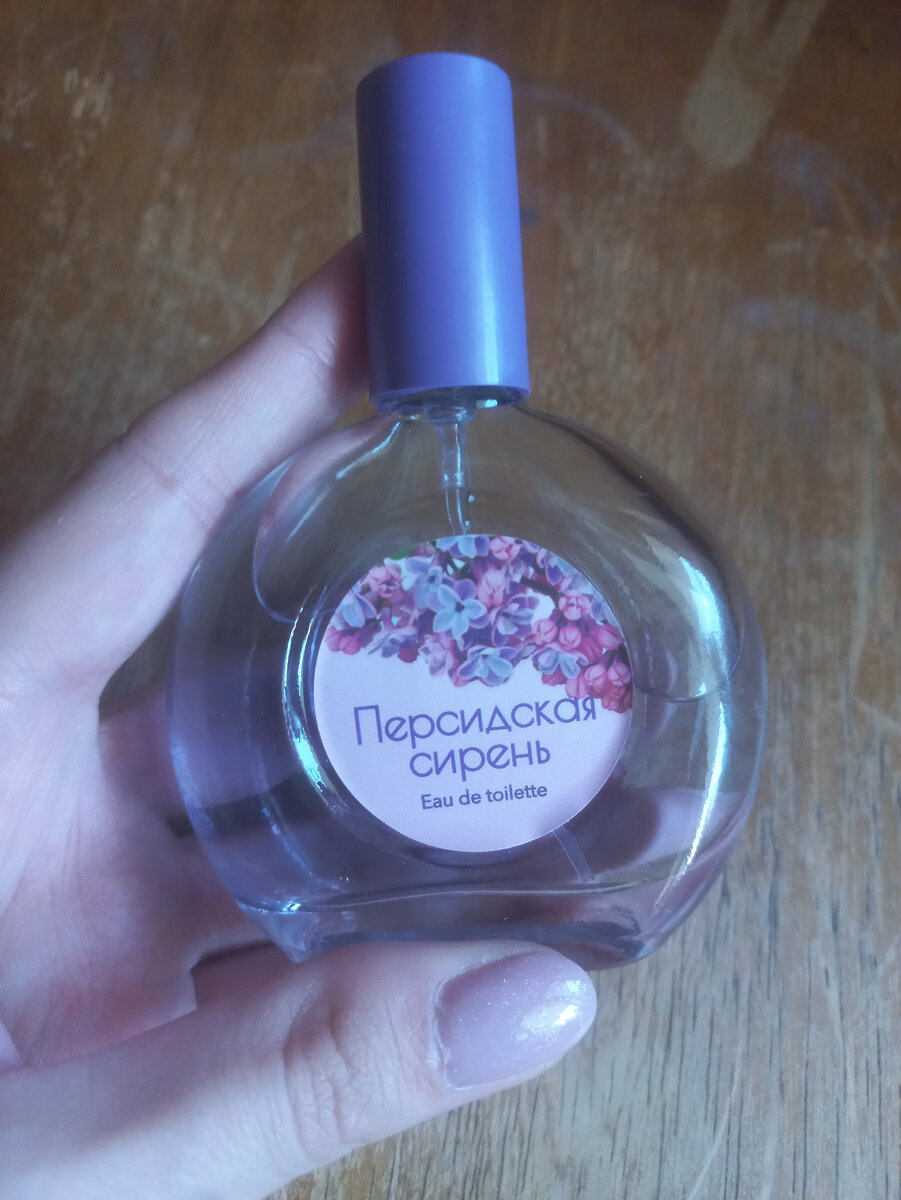 Персидская
сирень
Eau de toilette